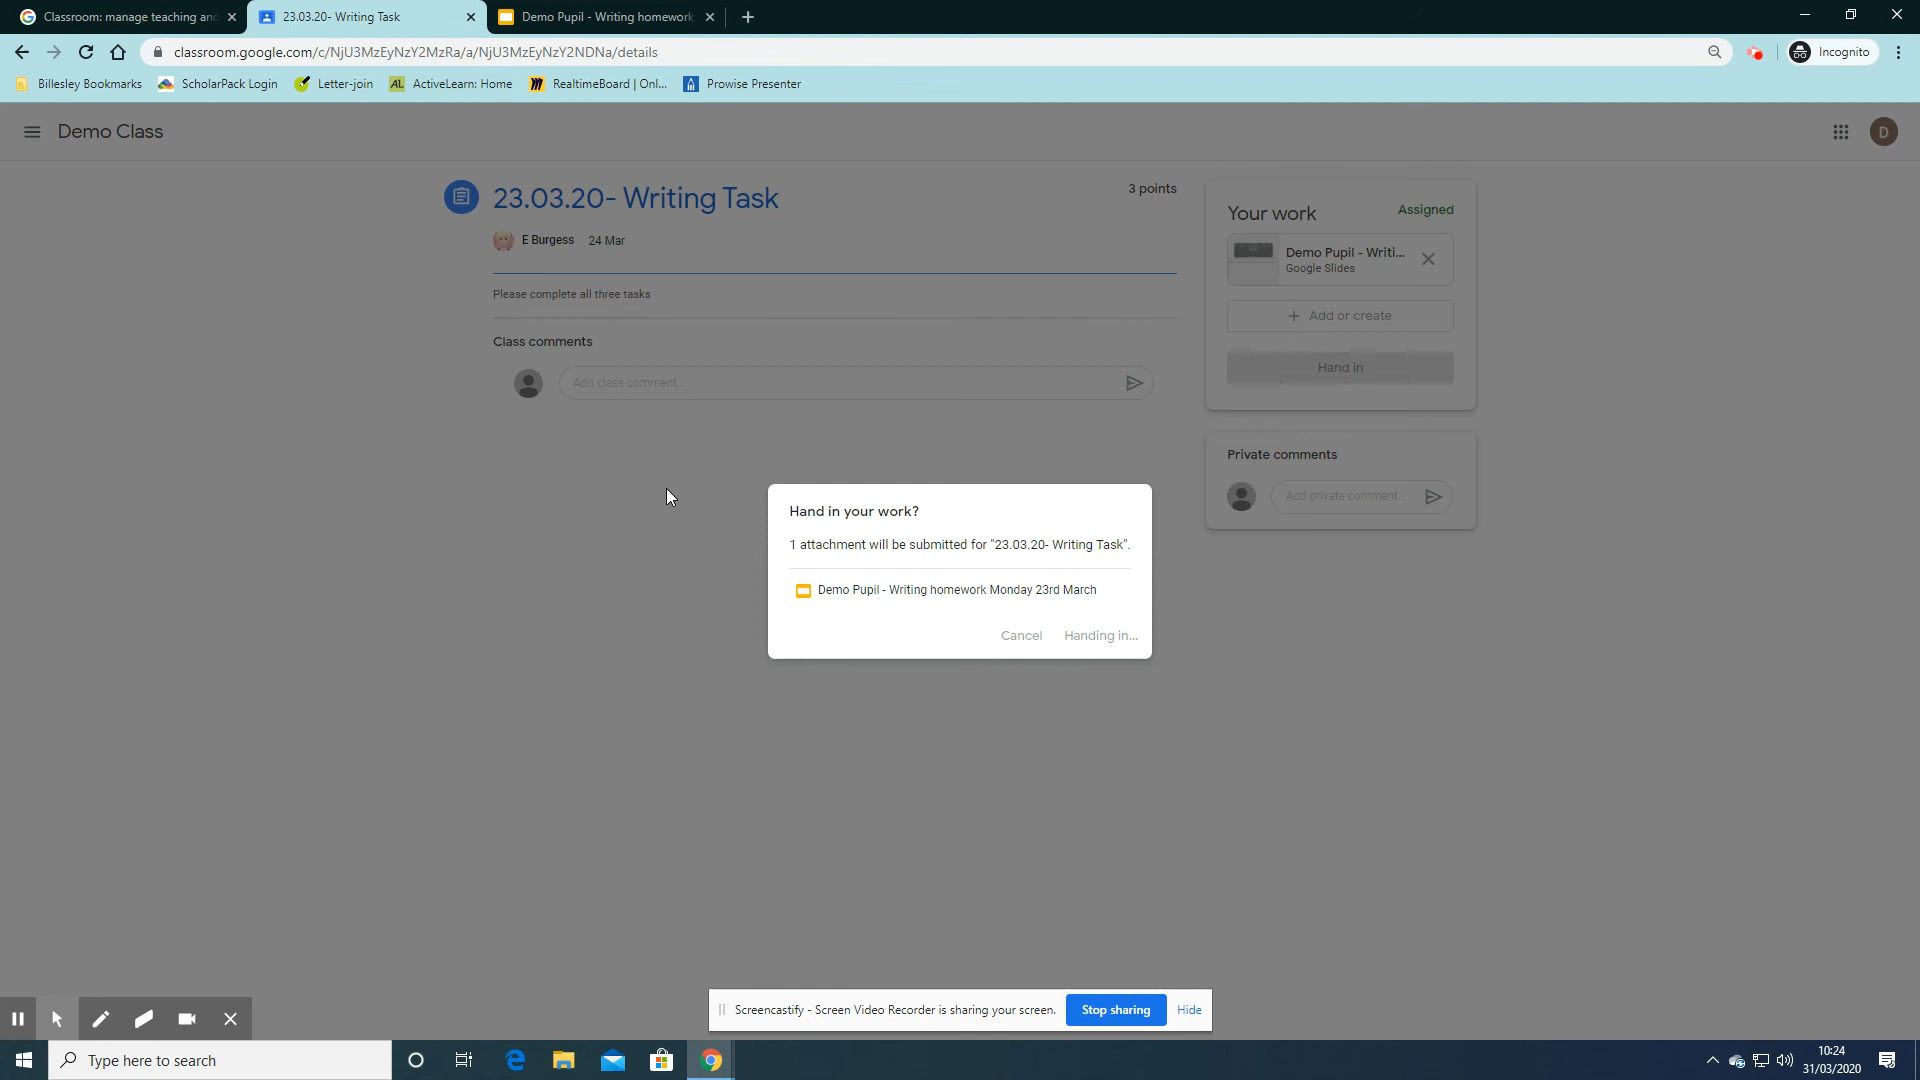 Classroom: manage teaching and
23.03.20- Writing Task
Demo Pupil - Writing homework
classroom.google.com/c/NjU3MzEyNzY2MzRa/a/NjU3MzEyNzY2NDNa/details
Incognito
Billesley Bookmarks
ScholarPack Login
Letter-join
AL
ActiveLearn: Home
RealtimeBoard | Onl...
Prowise Presenter
Demo Class
D
23.03.20- Writing Task
3 points
E Burgess 24 Mar
Please complete all three tasks
Class comments
Add class comment...
Your work
Assigned
Demo Pupil - Writi...
Google Slides
+ Add or create
Hand in
Private comments
Add private comment...
Hand in your work?
1 attachment will be submitted for "23.03.20- Writing Task".
Demo Pupil - Writing homework Monday 23rd March
Cancel
Handing in...
Screencastify - Screen Video Recorder is sharing your screen.
Stop sharing
Hide
Type here to search
10:24
31/03/2020